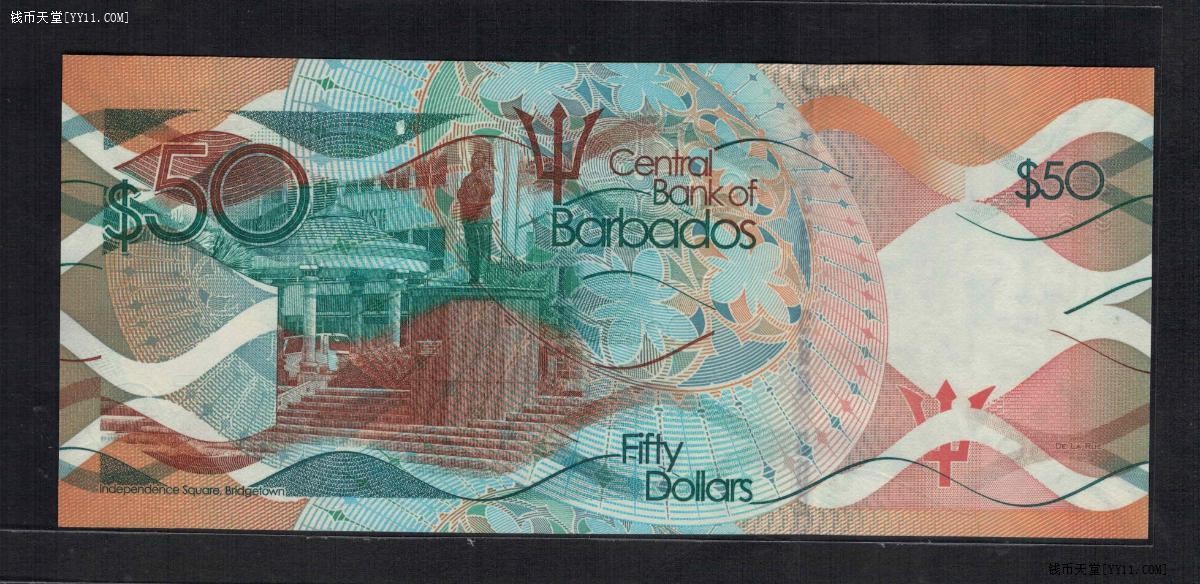 钱币天堂[YY11.COM]
$50
Central
Bank of
Barbados
$50
Fifty
Dollars
DE LA RUE
Independence Square, Bridgetown
钱币天堂[YY11.COM]